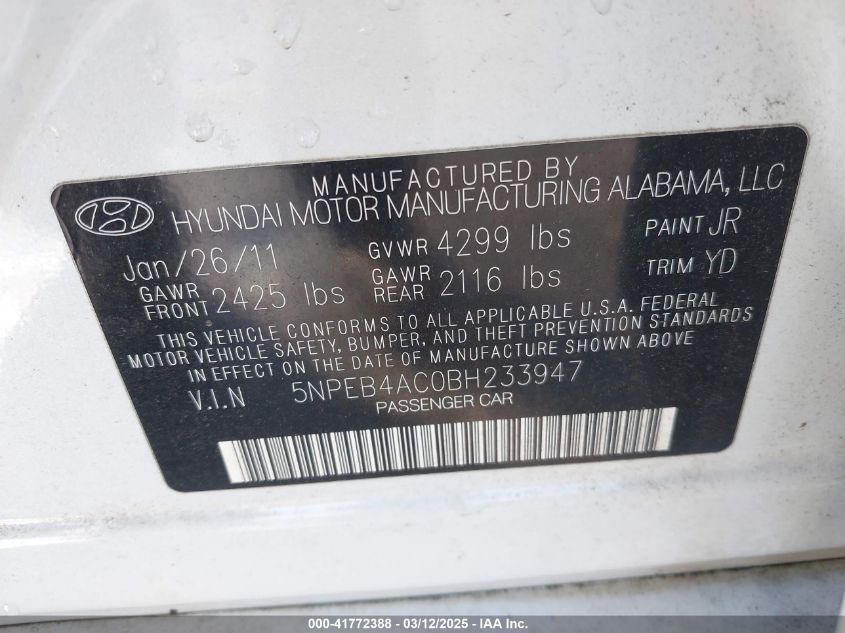 MANUFACTURED BY
HYUNDAI MOTOR MANUFACTURING ALABAMA, LLC
Jan/26/11 GVWR 4299 lbs PAINT JR
GAWR FRONT 2425 lbs GAWR REAR 2116 lbs TRIM YD
THIS VEHICLE CONFORMS TO ALL APPLICABLE U.S.A. FEDERAL
MOTOR VEHICLE SAFETY, BUMPER, AND THEFT PREVENTION STANDARDS
IN EFFECT ON THE DATE OF MANUFACTURE SHOWN ABOVE
V.I.N 5NPEB4AC0BH233947
PASSENGER CAR
000-41772388 - 03/12/2025 - IAA Inc.